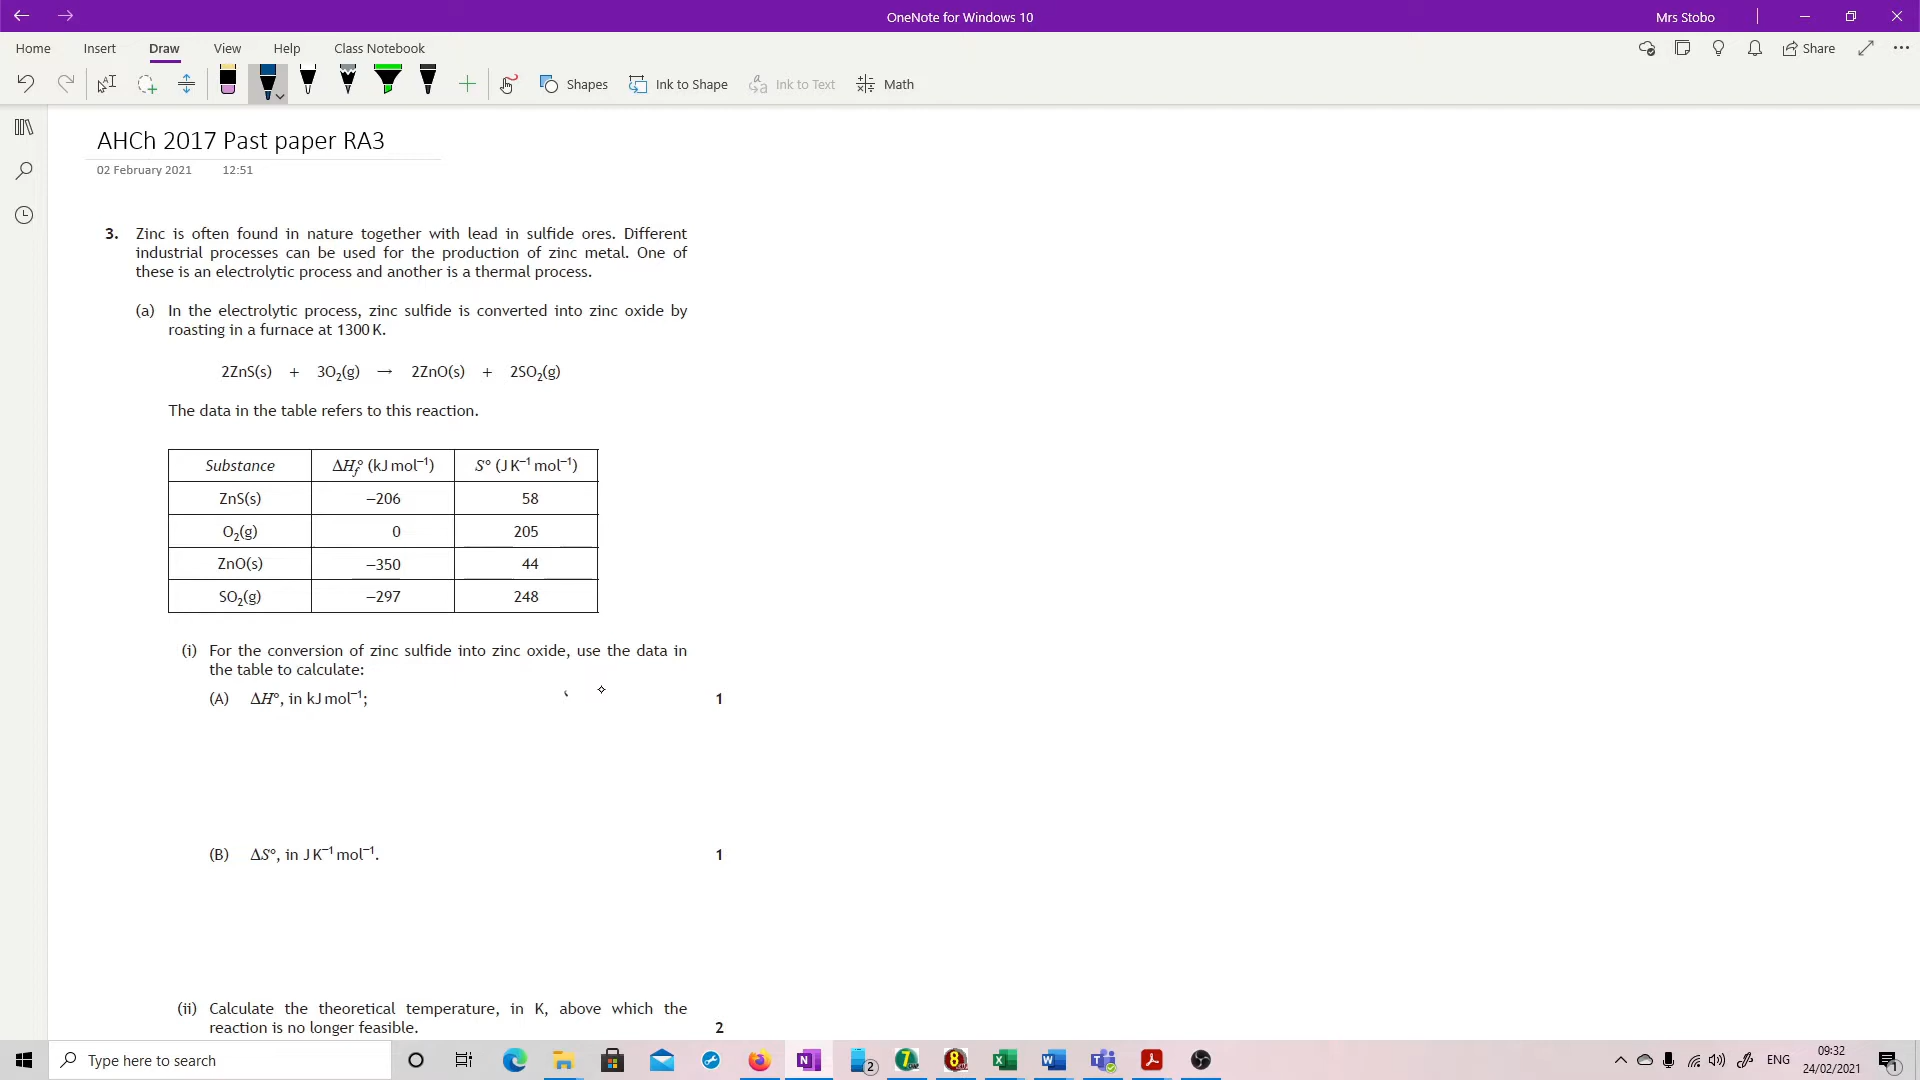 OneNote for Windows 10
Mrs Stobo
Home Insert Draw View Help Class Notebook
Share
Shapes Ink to Shape Ink to Text Math
AHCh 2017 Past paper RA3
02 February 2021 12:51
3. Zinc is often found in nature together with lead in sulfide ores. Different
industrial processes can be used for the production of zinc metal. One of
these is an electrolytic process and another is a thermal process.
(a) In the electrolytic process, zinc sulfide is converted into zinc oxide by
roasting in a furnace at 1300 K.
2ZnS(s) + 3O₂(g) → 2ZnO(s) + 2SO₂(g)
The data in the table refers to this reaction.
Substance ΔHf° (kJ mol⁻¹) S° (J K⁻¹ mol⁻¹)
ZnS(s) −206 58
O₂(g) 0 205
ZnO(s) −350 44
SO₂(g) −297 248
(i) For the conversion of zinc sulfide into zinc oxide, use the data in
the table to calculate:
(A) ΔH°, in kJ mol⁻¹; 1
(B) ΔS°, in J K⁻¹ mol⁻¹. 1
(ii) Calculate the theoretical temperature, in K, above which the
reaction is no longer feasible. 2
Type here to search
ENG
09:32
24/02/2021